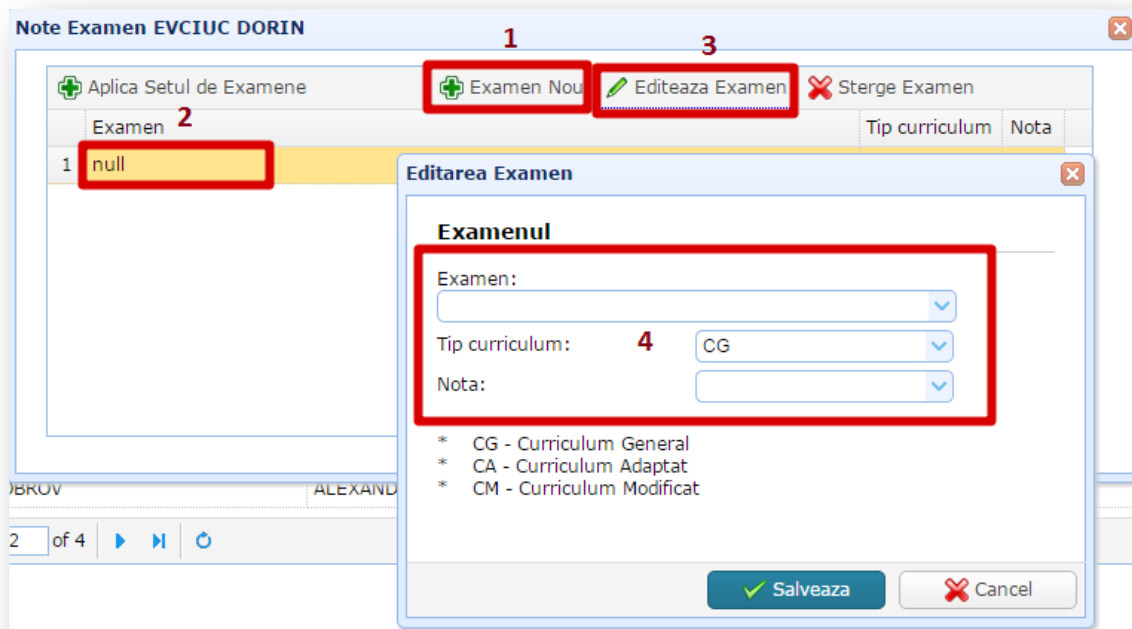 Note Examen EVCIUC DORIN
1 3
Aplica Setul de Examene Examen Nou Editeaza Examen Sterge Examen
Examen 2 Tip curriculum Nota
1 null
Editarea Examen
Examenul
Examen:
Tip curriculum: 4 CG
Nota:
* CG - Curriculum General
* CA - Curriculum Adaptat
* CM - Curriculum Modificat
OBROV ALEXAND
2 of 4
Salveaza Cancel